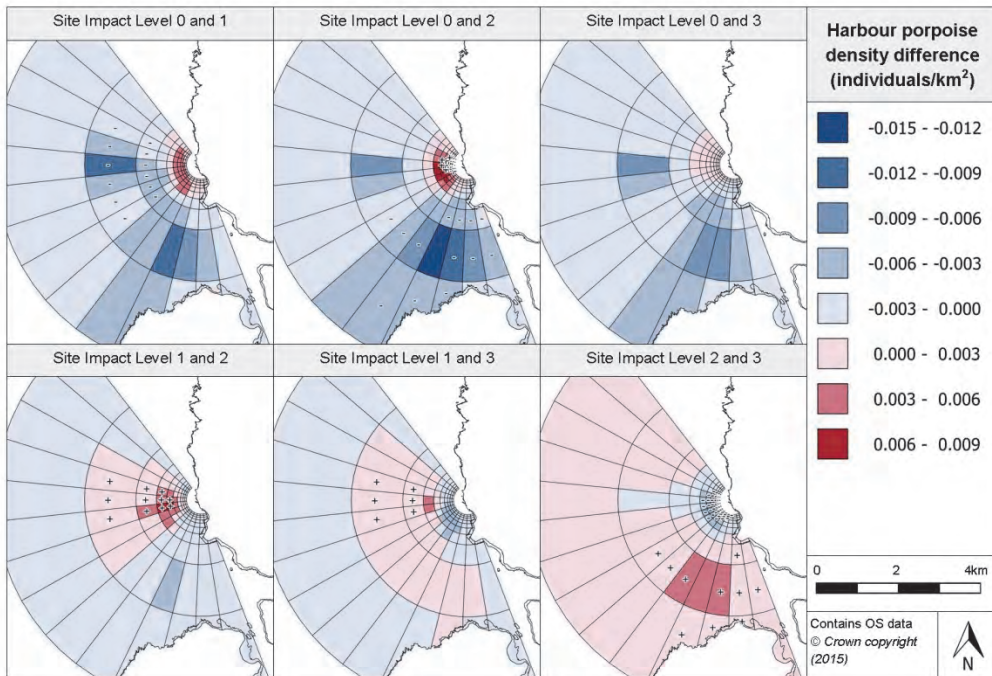 Site Impact Level 0 and 1
Site Impact Level 0 and 2
Site Impact Level 0 and 3
Site Impact Level 1 and 2
Site Impact Level 1 and 3
Site Impact Level 2 and 3
Harbour porpoise
density difference
(individuals/km²)
-0.015 - -0.012
-0.012 - -0.009
-0.009 - -0.006
-0.006 - -0.003
-0.003 - 0.000
0.000 - 0.003
0.003 - 0.006
0.006 - 0.009
0 2 4km
Contains OS data
© Crown copyright
(2015)
N